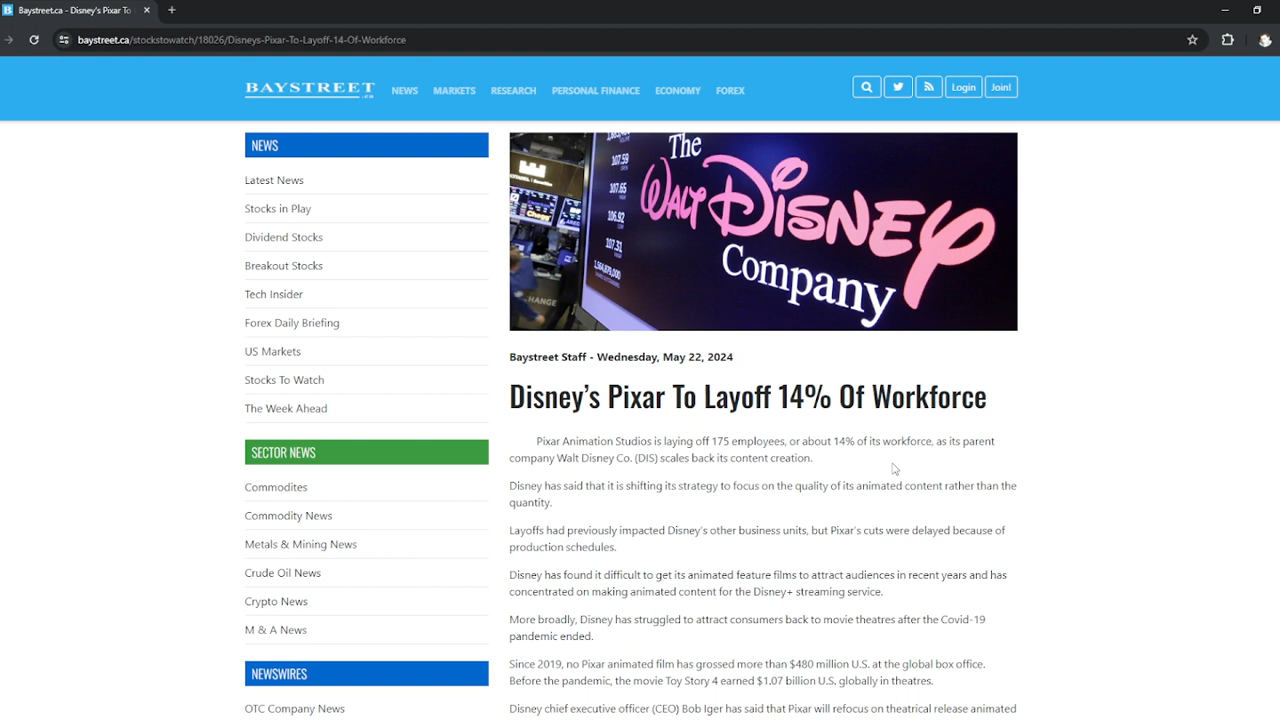 Baystreet.ca - Disney's Pixar To
baystreet.ca/stockstowatch/18026/Disneys-Pixar-To-Layoff-14-Of-Workforce
BAYSTREET
NEWS MARKETS RESEARCH PERSONAL FINANCE ECONOMY FOREX
Login Join!
NEWS
Latest News
Stocks in Play
Dividend Stocks
Breakout Stocks
Tech Insider
Forex Daily Briefing
US Markets
Stocks To Watch
The Week Ahead
SECTOR NEWS
Commodites
Commodity News
Metals & Mining News
Crude Oil News
Crypto News
M & A News
NEWSWIRES
OTC Company News
The
WALT DISNEY
Company
107.59
107.65
106.92
107.31
HANGE
Baystreet Staff - Wednesday, May 22, 2024
Disney’s Pixar To Layoff 14% Of Workforce
Pixar Animation Studios is laying off 175 employees, or about 14% of its workforce, as its parent
company Walt Disney Co. (DIS) scales back its content creation.
Disney has said that it is shifting its strategy to focus on the quality of its animated content rather than the
quantity.
Layoffs had previously impacted Disney’s other business units, but Pixar’s cuts were delayed because of
production schedules.
Disney has found it difficult to get its animated feature films to attract audiences in recent years and has
concentrated on making animated content for the Disney+ streaming service.
More broadly, Disney has struggled to attract consumers back to movie theatres after the Covid-19
pandemic ended.
Since 2019, no Pixar animated film has grossed more than $480 million U.S. at the global box office.
Before the pandemic, the movie Toy Story 4 earned $1.07 billion U.S. globally in theatres.
Disney chief executive officer (CEO) Bob Iger has said that Pixar will refocus on theatrical release animated